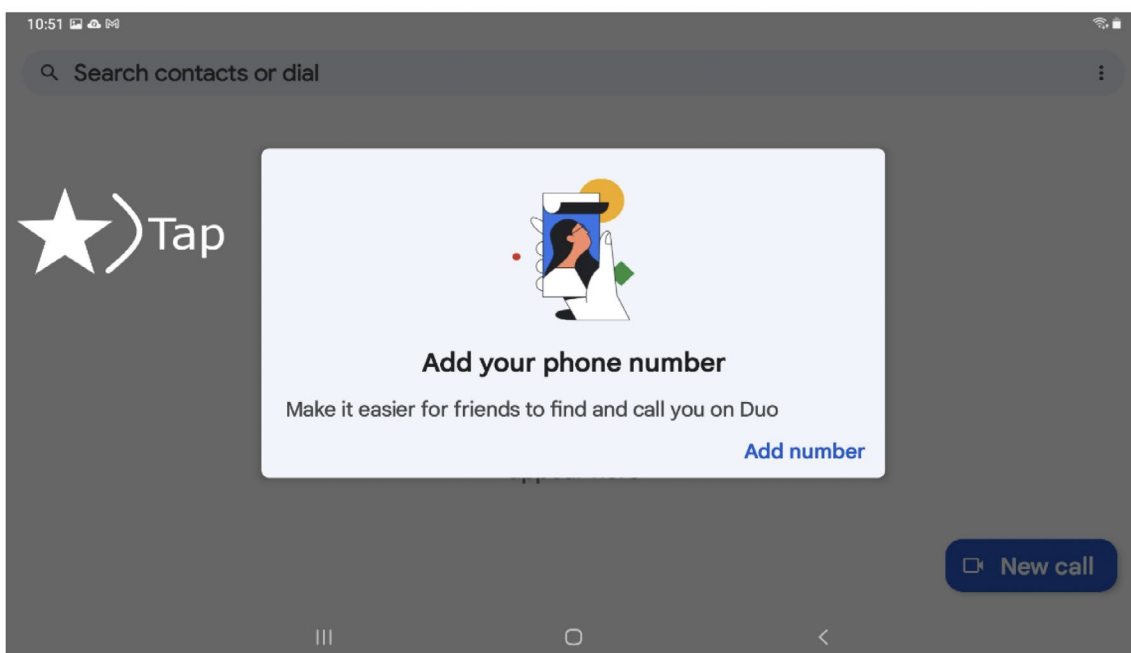 10:51
Search contacts or dial
Tap
Add your phone number
Make it easier for friends to find and call you on Duo
Add number
New call